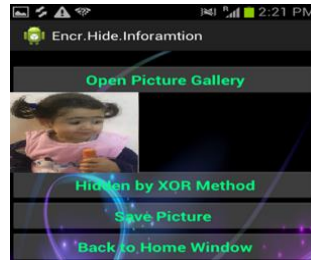 2:21 PM
Encr.Hide.Inforamtion
Open Picture Gallery
Hidden by XOR Method
Save Picture
Back to Home Window